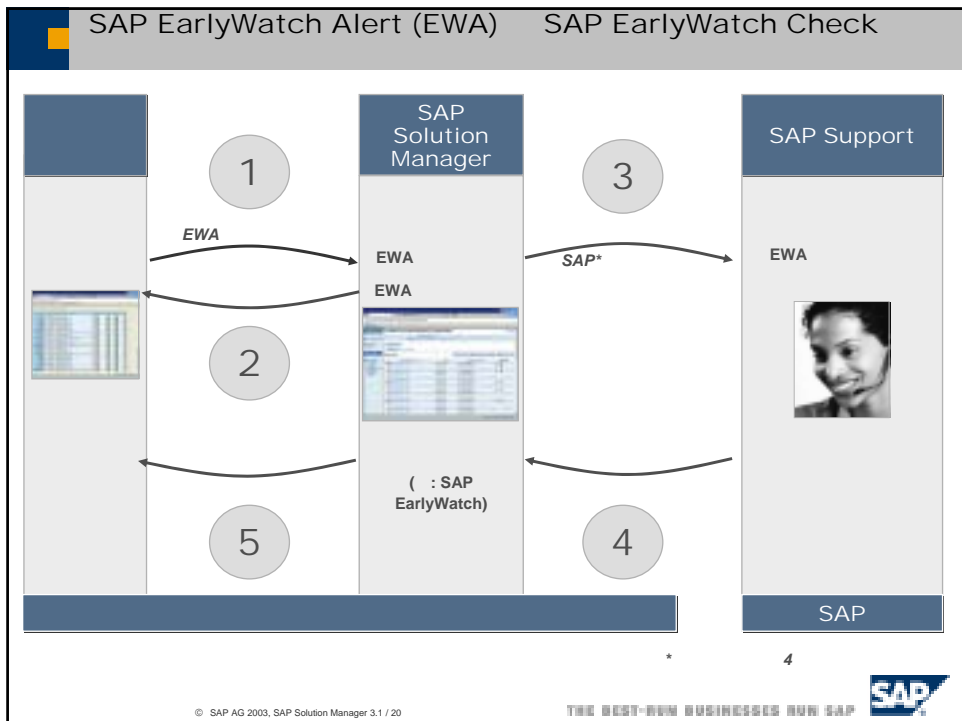 SAP EarlyWatch Alert (EWA) SAP EarlyWatch Check
SAP
Solution
Manager
SAP Support
1
3
EWA
EWA
SAP*
EWA
EWA
2
( : SAP
EarlyWatch)
5
4
SAP
* 4
© SAP AG 2003, SAP Solution Manager 3.1 / 20
THE BEST-RUN BUSINESSES RUN SAP
SAP